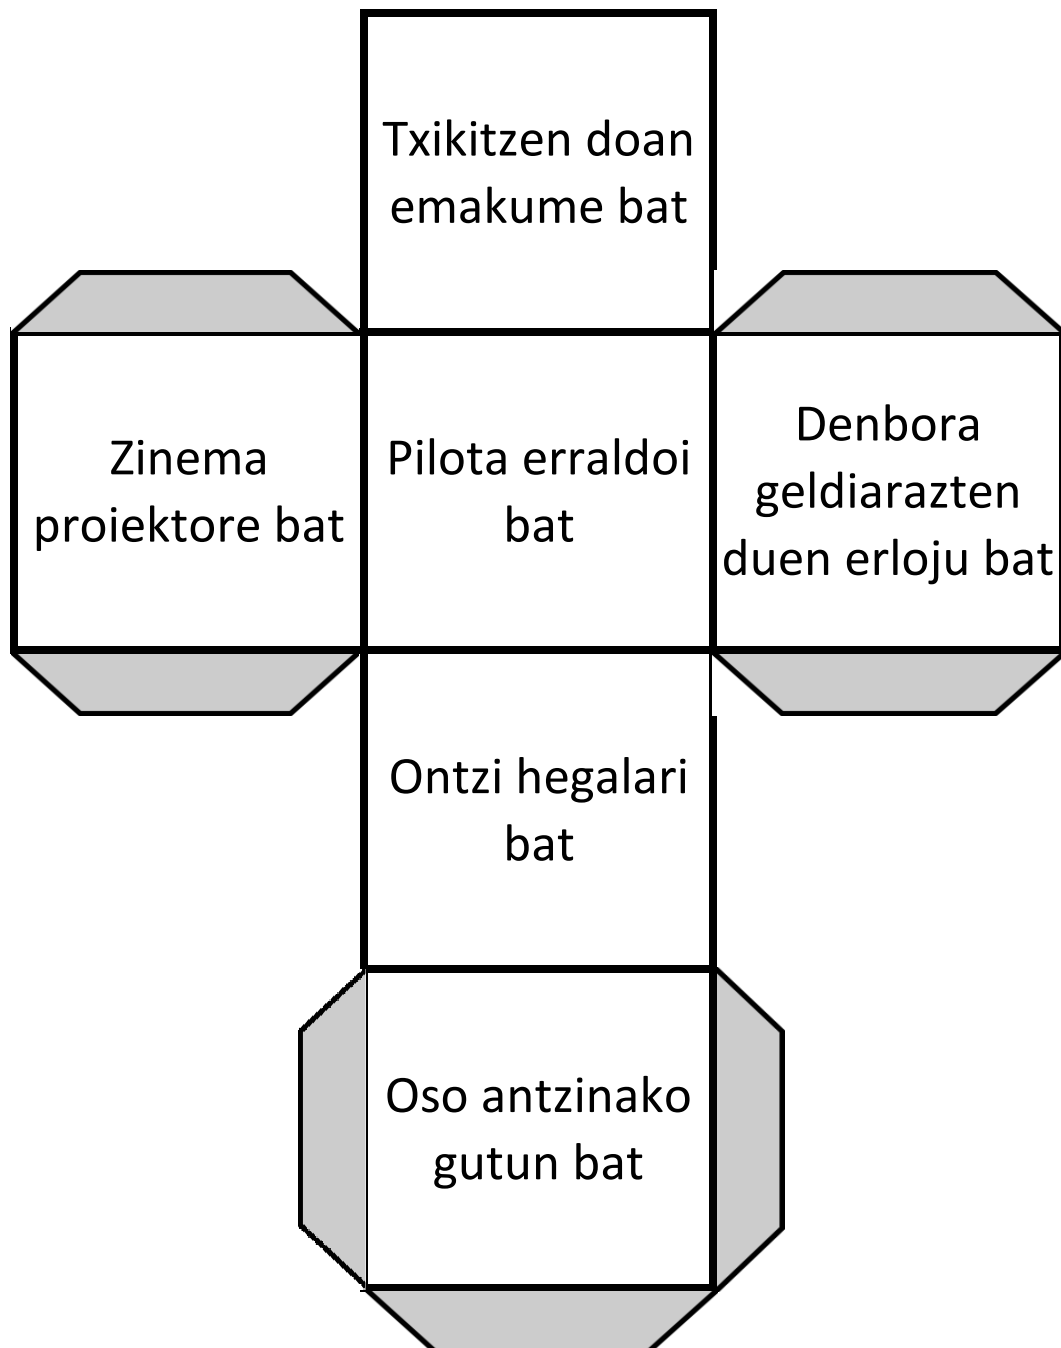 Txikitzen doan
emakume bat
Zinema
proiektore bat
Pilota erraldoi
bat
Denbora
geldiarazten
duen erloju bat
Ontzi hegalari
bat
Oso antzinako
gutun bat